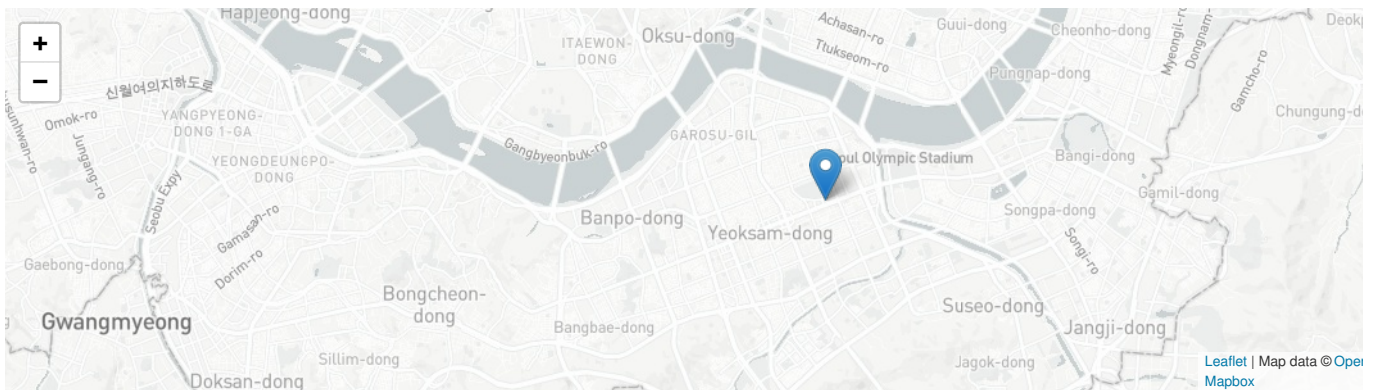 Hapjeong-dong
Achasan-ro
Guui-dong
Cheonho-dong
Myeongil-ro
Dongnam-
+
ITAEWON-
DONG
Oksu-dong
Ttukseom-ro
Pungnap-dong
Gamcho-ro
−
신월여의지하도로
Omok-ro
YANGPYEONG-
DONG 1-GA
Chungung-d
Jungang-ro
Gangbyeonbuk-ro
GAROSU-GIL
YEONGDEUNGPO-
DONG
oul Olympic Stadium
Bangi-dong
Seobu Expy
Gamil-dong
Gamasan-ro
Banpo-dong
Yeoksam-dong
Songpa-dong
Songi-ro
Gaebong-dong
Dorim-ro
Bongcheon-
dong
Suseo-dong
Gwangmyeong
Bangbae-dong
Jangji-dong
Sillim-dong
Jagok-dong
Doksan-dong
Leaflet | Map data © Oper
Mapbox